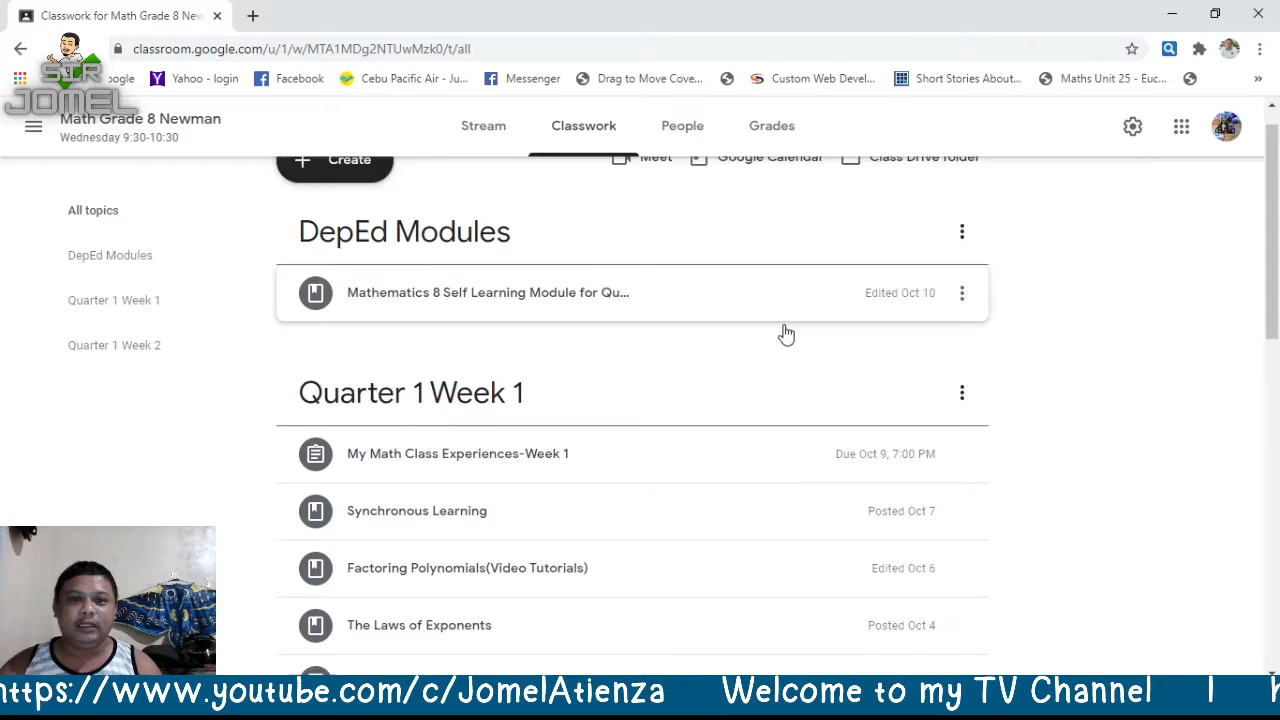 Classwork for Math Grade 8 New
classroom.google.com/u/1/w/MTA1MDg2NTUwMzk0/t/all
Yahoo - login
Facebook
Cebu Pacific Air - Ju...
Messenger
Drag to Move Cove...
Custom Web Devel...
Short Stories About...
Maths Unit 25 - Euc...
»
SIR
JOMEL
Math Grade 8 Newman
Wednesday 9:30-10:30
Stream
Classwork
People
Grades
Create
Meet
Google Calendar
Class Drive folder
All topics
DepEd Modules
Quarter 1 Week 1
Quarter 1 Week 2
DepEd Modules
Mathematics 8 Self Learning Module for Qu...
Edited Oct 10
Quarter 1 Week 1
My Math Class Experiences-Week 1
Due Oct 9, 7:00 PM
Synchronous Learning
Posted Oct 7
Factoring Polynomials(Video Tutorials)
Edited Oct 6
The Laws of Exponents
Posted Oct 4
https://www.youtube.com/c/JomelAtienza Welcome to my TV Channel I